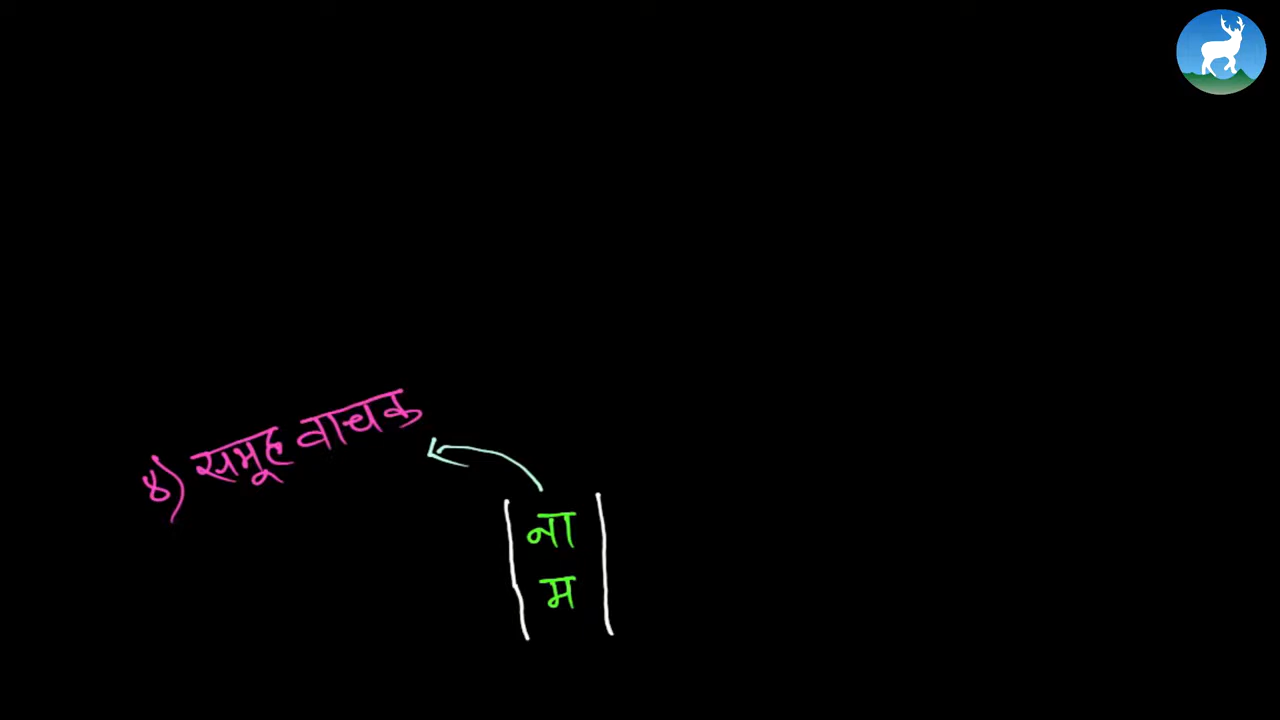 ४) समूह वाचक
ना
म